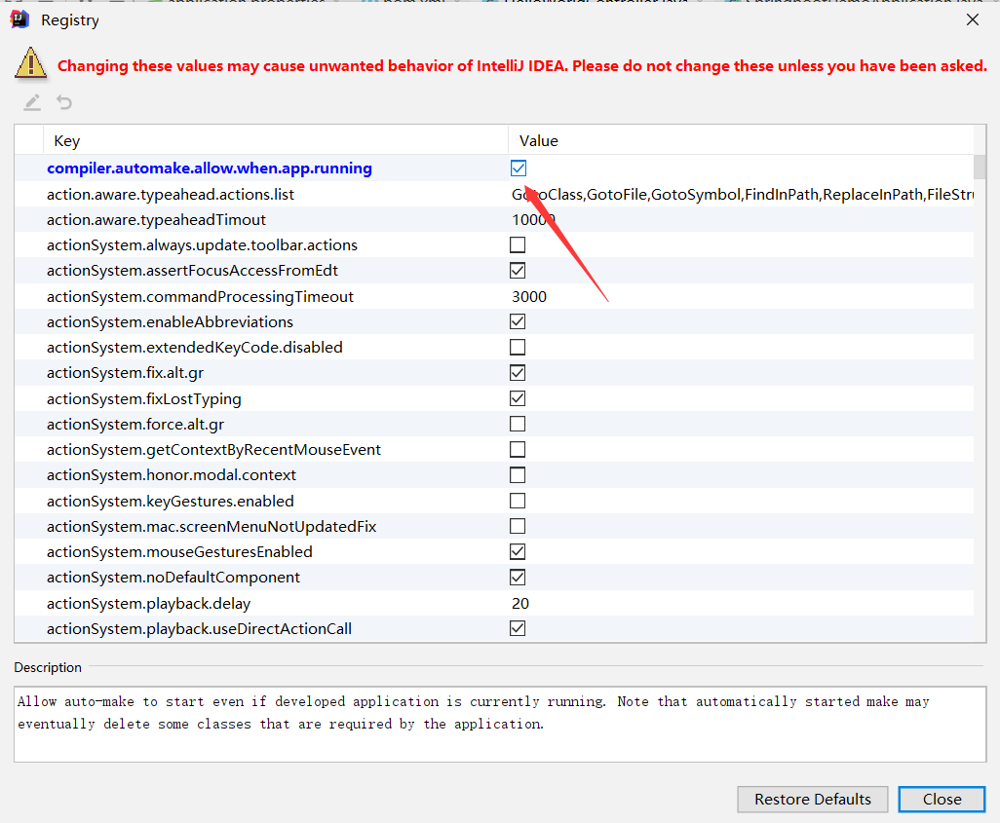 Registry
Changing these values may cause unwanted behavior of IntelliJ IDEA. Please do not change these unless you have been asked.
Key Value
compiler.automake.allow.when.app.running
action.aware.typeahead.actions.list GotoClass,GotoFile,GotoSymbol,FindInPath,ReplaceInPath,FileStru
action.aware.typeaheadTimout 10000
actionSystem.always.update.toolbar.actions
actionSystem.assertFocusAccessFromEdt
actionSystem.commandProcessingTimeout 3000
actionSystem.enableAbbreviations
actionSystem.extendedKeyCode.disabled
actionSystem.fix.alt.gr
actionSystem.fixLostTyping
actionSystem.force.alt.gr
actionSystem.getContextByRecentMouseEvent
actionSystem.honor.modal.context
actionSystem.keyGestures.enabled
actionSystem.mac.screenMenuNotUpdatedFix
actionSystem.mouseGesturesEnabled
actionSystem.noDefaultComponent
actionSystem.playback.delay 20
actionSystem.playback.useDirectActionCall
Description
Allow auto-make to start even if developed application is currently running. Note that automatically started make may
eventually delete some classes that are required by the application.
Restore Defaults Close